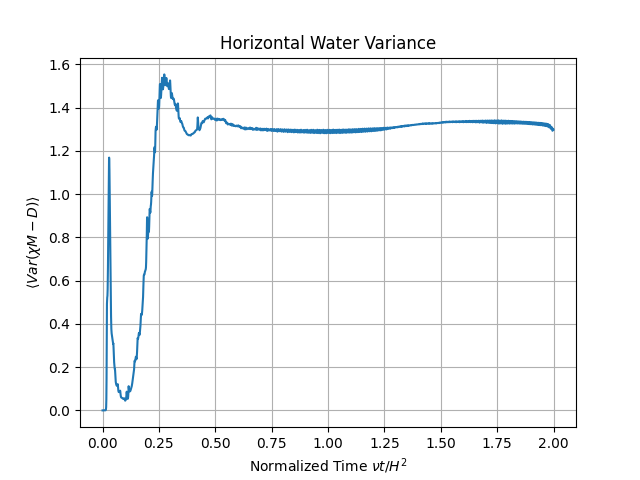 Horizontal Water Variance
⟨Var(χM − D)⟩
1.6
1.4
1.2
1.0
0.8
0.6
0.4
0.2
0.0
0.00 0.25 0.50 0.75 1.00 1.25 1.50 1.75 2.00
Normalized Time νt/H²